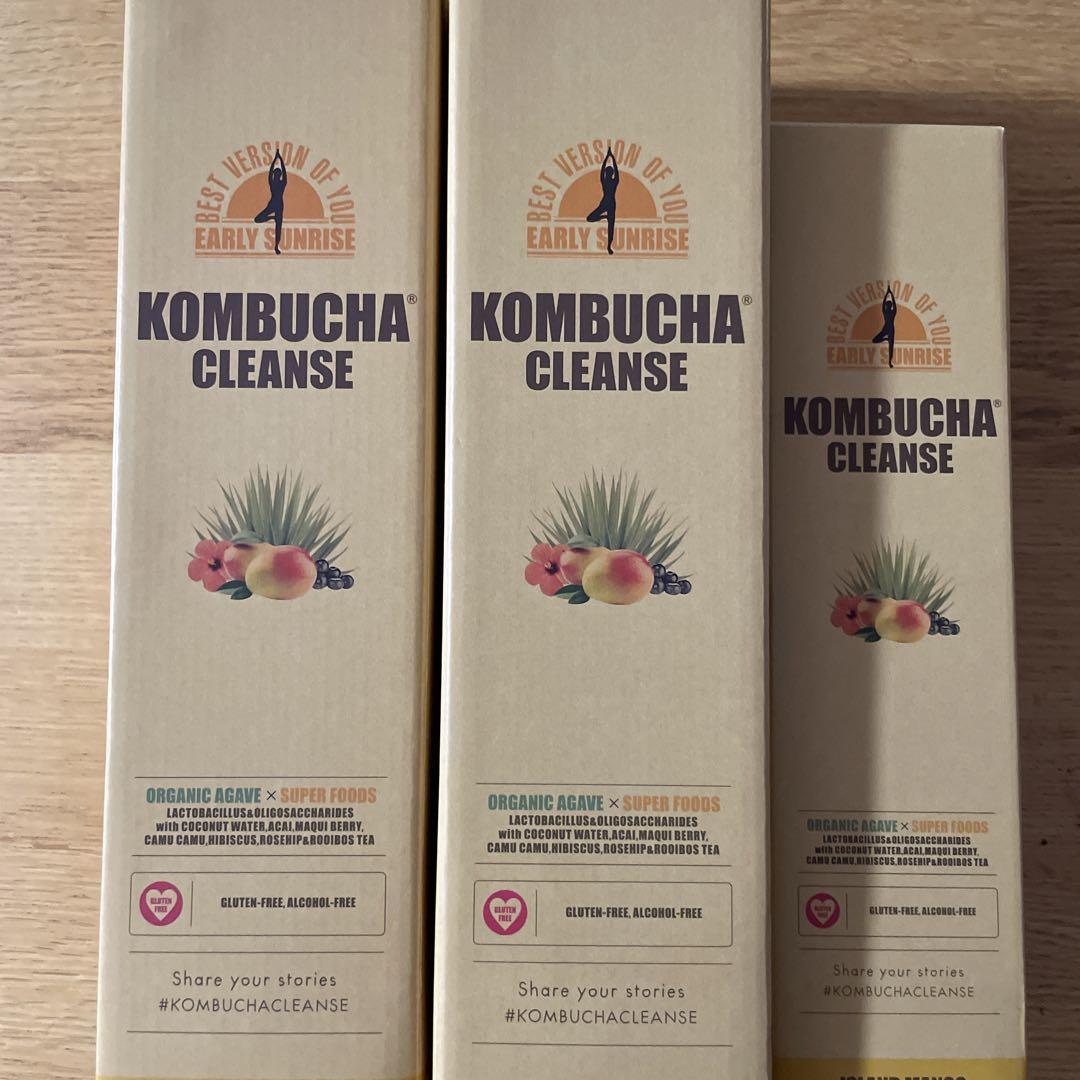 BEST VERSION OF YOU
EARLY SUNRISE
KOMBUCHA®
CLEANSE
ORGANIC AGAVE × SUPER FOODS
LACTOBACILLUS&OLIGOSACCHARIDES
with COCONUT WATER,ACAI,MAQUI BERRY,
CAMU CAMU,HIBISCUS,ROSEHIP&ROOIBOS TEA
GLUTEN FREE
GLUTEN-FREE, ALCOHOL-FREE
Share your stories
#KOMBUCHACLEANSE
BEST VERSION OF YOU
EARLY SUNRISE
KOMBUCHA®
CLEANSE
ORGANIC AGAVE × SUPER FOODS
LACTOBACILLUS&OLIGOSACCHARIDES
with COCONUT WATER,ACAI,MAQUI BERRY,
CAMU CAMU,HIBISCUS,ROSEHIP&ROOIBOS TEA
GLUTEN FREE
GLUTEN-FREE, ALCOHOL-FREE
Share your stories
#KOMBUCHACLEANSE
BEST VERSION OF YOU
EARLY SUNRISE
KOMBUCHA®
CLEANSE
ORGANIC AGAVE × SUPER FOODS
LACTOBACILLUS&OLIGOSACCHARIDES
with COCONUT WATER,ACAI,MAQUI BERRY,
CAMU CAMU,HIBISCUS,ROSEHIP&ROOIBOS TEA
GLUTEN FREE
GLUTEN-FREE, ALCOHOL-FREE
Share your stories
#KOMBUCHACLEANSE
ISLAND MANGO